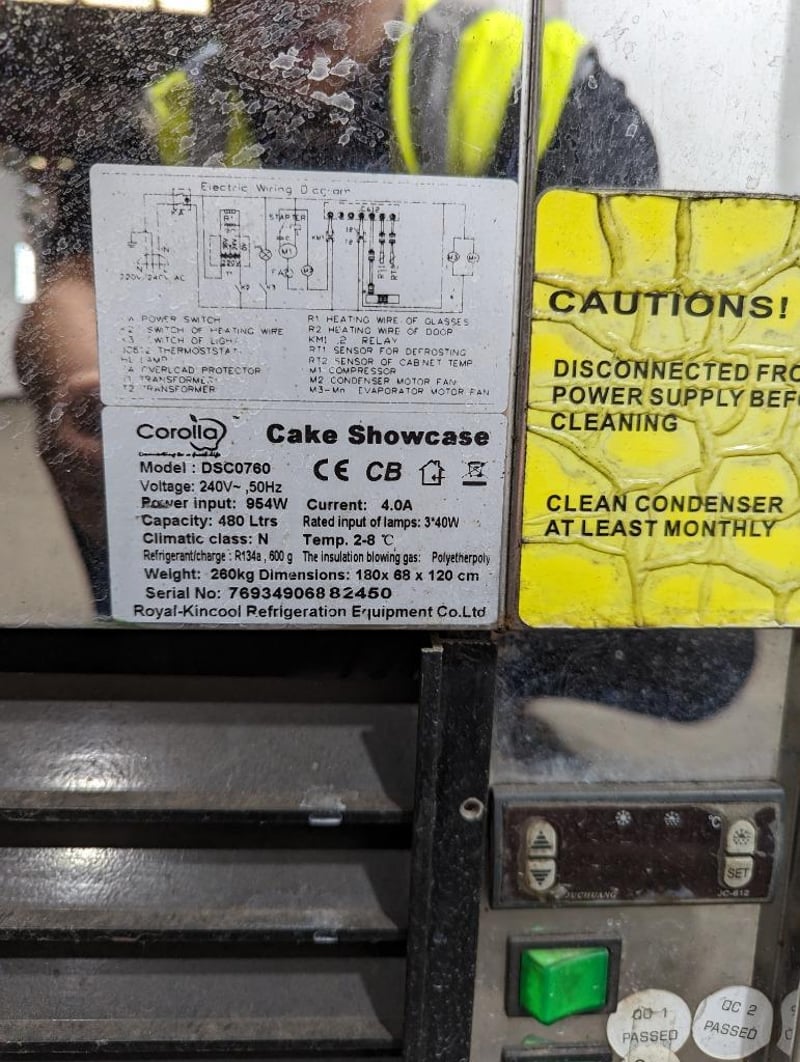 Electric Wiring Diagram
STARTER
220V/240V AC
POWER SWITCH
SWITCH OF HEATING WIRE
SWITCH OF LIGHT
THERMOSTSTAT
LAMP
OVERLOAD PROTECTOR
TRANSFORMER
T2 TRANSFORMER
R1 HEATING WIRE OF GLASSES
R2 HEATING WIRE OF DOOR
RELAY
RT1 SENSOR FOR DEFROSTING
RT2 SENSOR OF CABINET TEMP
M1 COMPRESSOR
M2 CONDENSER MOTOR FAN
M3-Mn EVAPORATOR MOTOR FAN
Corolla
Cake Showcase
Model : DSC0760
CE CB
Voltage: 240V~ ,50Hz
Power input: 954W Current: 4.0A
Capacity: 480 Ltrs Rated input of lamps: 3*40W
Climatic class: N Temp. 2-8 ℃
Refrigerant/charge : R134a , 600 g The insulation blowing gas: Polyetherpoly
Weight: 260kg Dimensions: 180x 68 x 120 cm
Serial No: 76934906882450
Royal-Kincool Refrigeration Equipment Co.Ltd
CAUTIONS!
DISCONNECTED FRO
POWER SUPPLY BEF
CLEANING
CLEAN CONDENSER
AT LEAST MONTHLY
℃
SET
JC-612
QC 1
PASSED
QC 2
PASSED